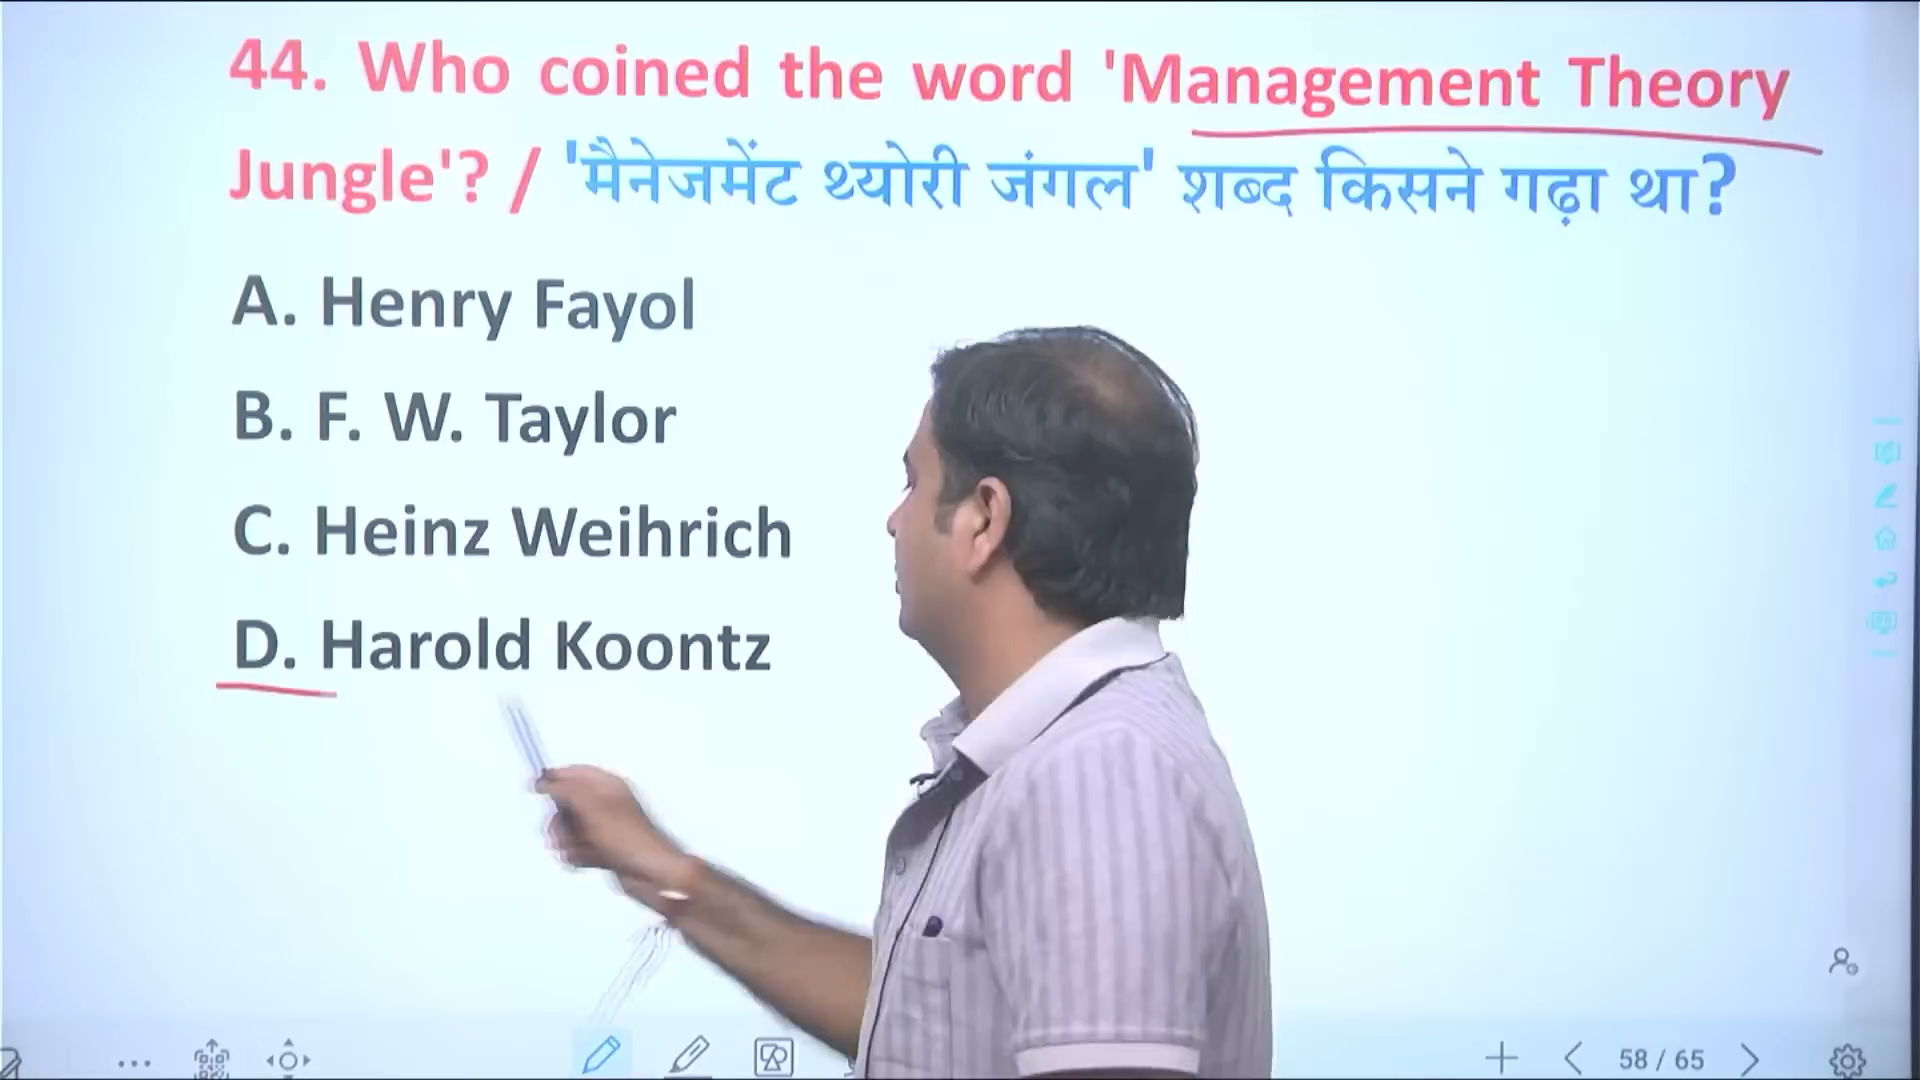 44. Who coined the word 'Management Theory
Jungle'? / 'मैनेजमेंट थ्योरी जंगल' शब्द किसने गढ़ा था?
A. Henry Fayol
B. F. W. Taylor
C. Heinz Weihrich
D. Harold Koontz
58 / 65